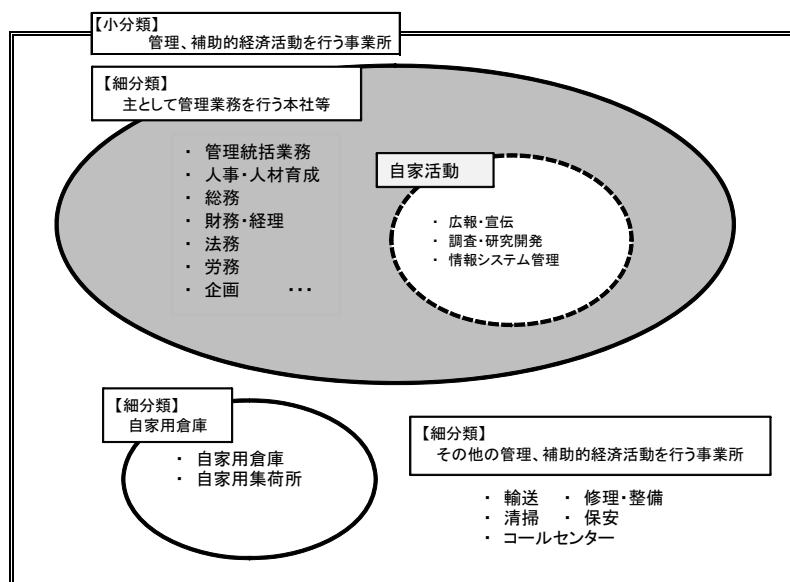 【小分類】
管理、補助的経済活動を行う事業所
【細分類】
主として管理業務を行う本社等
・ 管理統括業務
・ 人事・人材育成
・ 総務
・ 財務・経理
・ 法務
・ 労務
・ 企画 ・・・
自家活動
・ 広報・宣伝
・ 調査・研究開発
・ 情報システム管理
【細分類】
自家用倉庫
・ 自家用倉庫
・ 自家用集荷所
【細分類】
その他の管理、補助的経済活動を行う事業所
・ 輸送 ・ 修理・整備
・ 清掃 ・ 保安
・ コールセンター